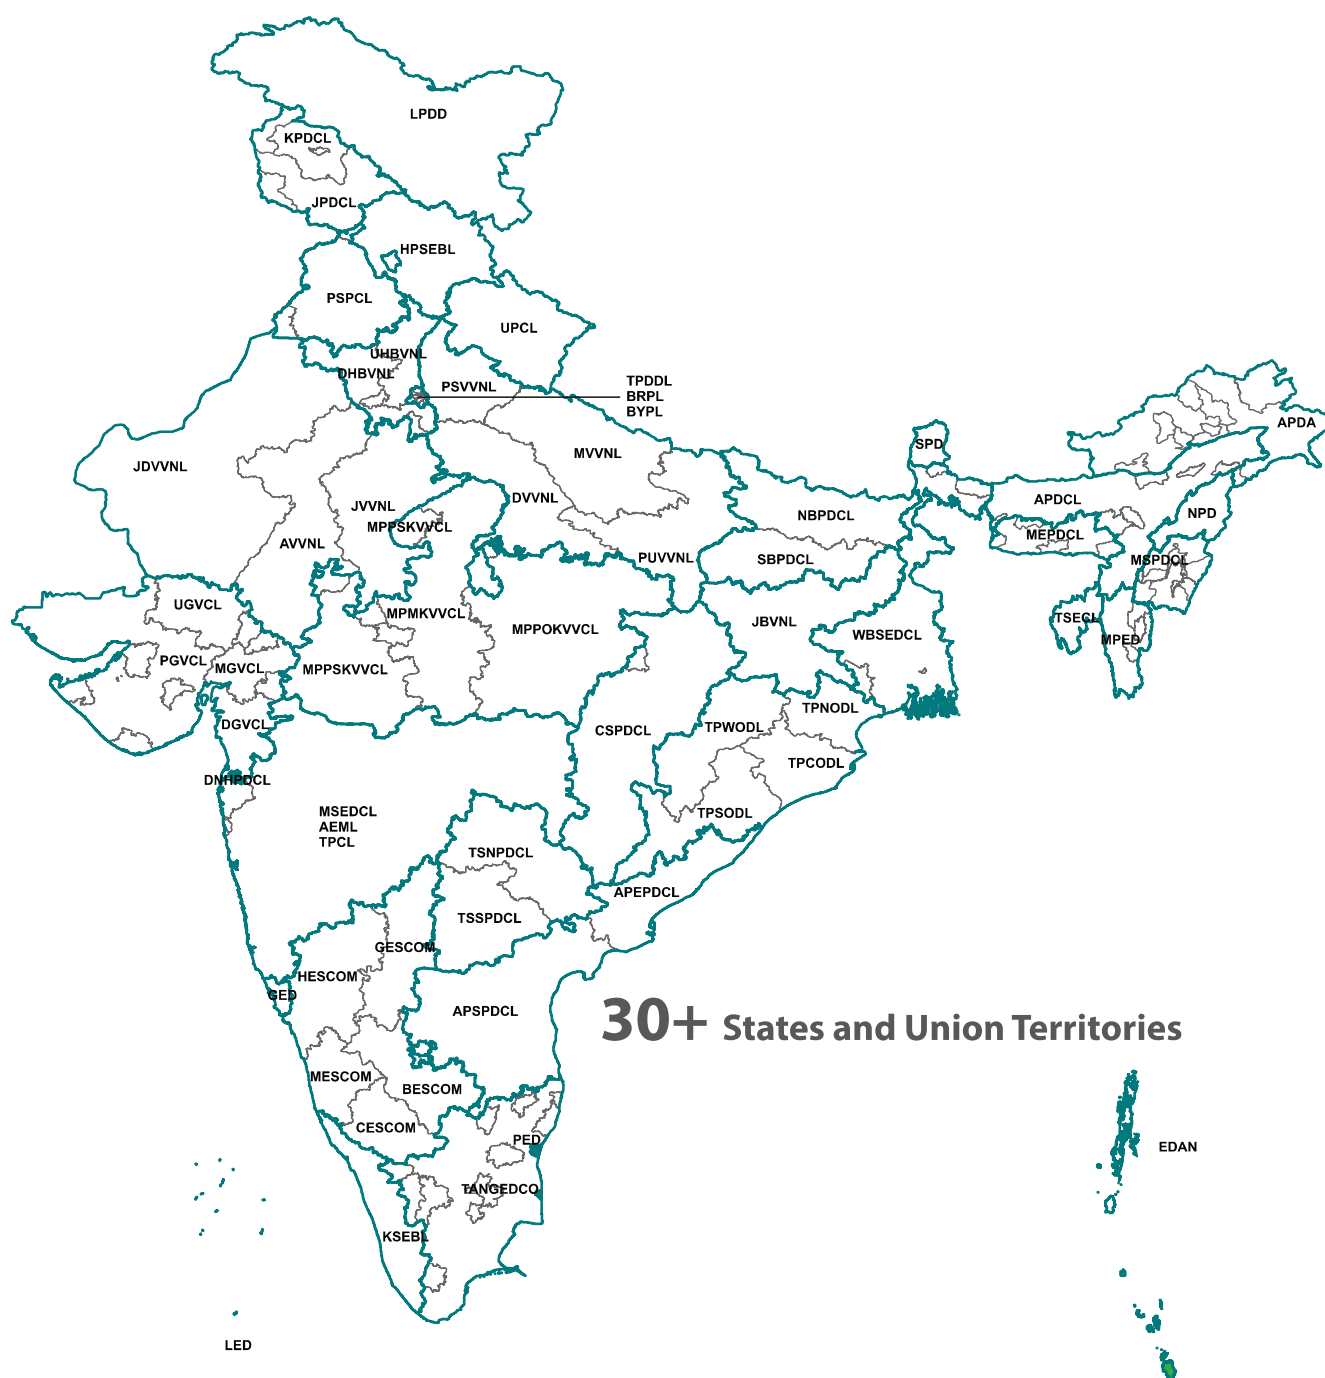 LPDD
KPDCL
JPDCL
HPSEBL
PSPCL
UPCL
UHBVNL
DHBVNL
PSVVNL
TPDDL
BRPL
BYPL
APDA
SPD
MVVNL
JDVVNL
DVVNL
APDCL
JVVNL
NBPDCL
NPD
MPPSKVVCL
MEPDCL
AVVNL
PUVVNL
SBPDCL
MSPDCL
UGVCL
MPMKVVCL
MPPOKVVCL
JBVNL
WBSEDCL
TSECL
MPED
PGVCL
MGVCL
MPPSKVVCL
TPNODL
DGVCL
CSPDCL
TPWODL
TPCODL
DNHPDCL
MSEDCL
AEML
TPCL
TPSODL
TSNPDCL
APEPDCL
TSSPDCL
GESCOM
HESCOM
GED
APSPDCL
30+ States and Union Territories
MESCOM
BESCOM
CESCOM
PED
EDAN
TANGEDCO
KSEBL
LED